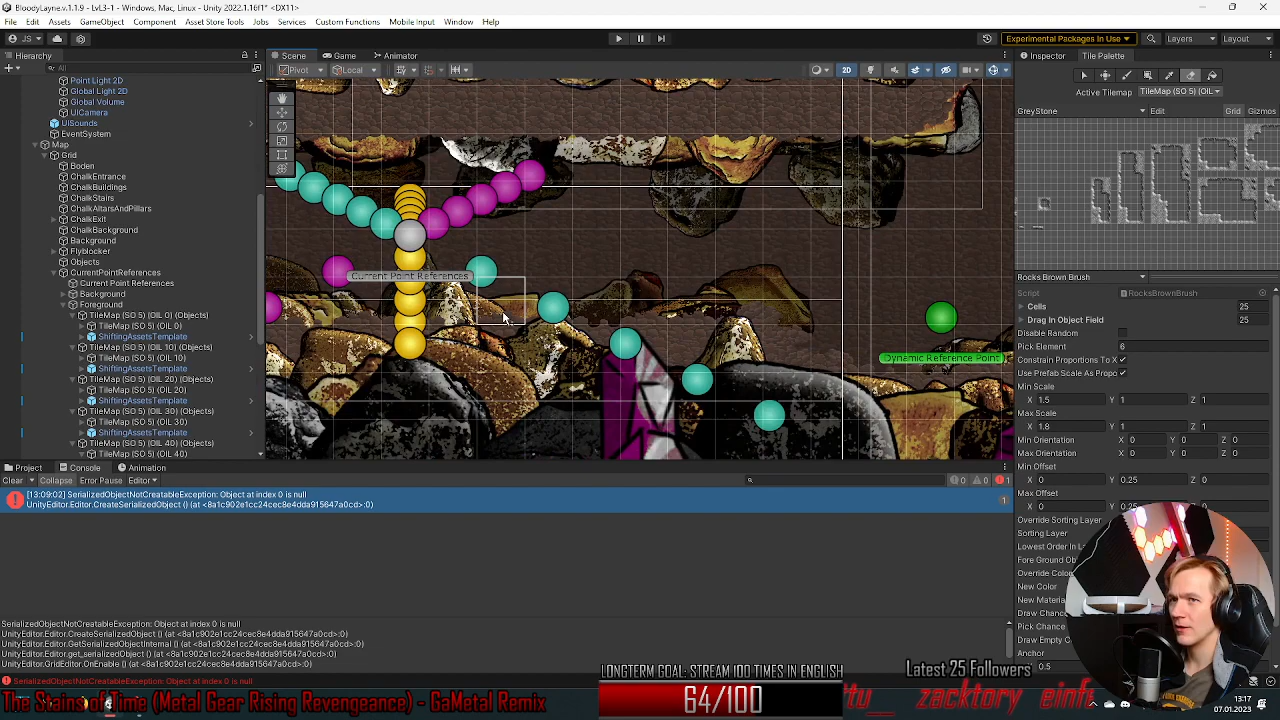 BloodyLayne.v.1.1.9 - Lvl3-1 - Windows, Mac, Linux - Unity 2022.1.16f1* <DX11>
File Edit Assets GameObject Component Asset Store Tools Services Custom Functions Mobile Input Window Help
JS Experimental Packages In Use Layers Layout
Hierarchy Scene Game Animator Inspector Tile Palette
All Pivot Local 2D
Point Light 2D
Global Light 2D
Global Volume
UICamera
UISounds
EventSystem
Map
Grid
Boden
ChalkEntrance
ChalkBuildings
ChalkStairs
ChalkAltarsAndPillars
ChalkExit
ChalkBackground
Background
Flyblocker
Objects
CurrentPointReferences
Current Point References
Background
Foreground
TileMap (SO 5) (OIL 0) (Objects)
TileMap (SO 5) (OIL 0)
ShiftingAssetsTemplate
TileMap (SO 5) (OIL 10) (Objects)
TileMap (SO 5) (OIL 10)
ShiftingAssetsTemplate
TileMap (SO 5) (OIL 20) (Objects)
TileMap (SO 5) (OIL 20)
ShiftingAssetsTemplate
TileMap (SO 5) (OIL 30) (Objects)
TileMap (SO 5) (OIL 30)
ShiftingAssetsTemplate
TileMap (SO 5) (OIL 40) (Objects)
TileMap (SO 5) (OIL 40)
Current Point References
Dynamic Reference Point
Active Tilemap TileMap (SO 5) (OIL
GreyStone Edit Grid Gizmos
Rocks Brown Brush
Script RocksBrownBrush
Cells 25
Drag In Object Field 25
Disable Random
Pick Element 6
Constrain Proportions To X
Use Prefab Scale As Propo
Min Scale
X 1.5 Y 1 Z 1
Max Scale
X 1.8 Y 1 Z 1
Min Orientation X 0 Y 0 Z 0
Max Orientation X 0 Y 0 Z 0
Min Offset
X 0 Y 0.25 Z 0
Max Offset
X 0 Y 0.25 Z 0
Override Sorting Layer
Sorting Layer
Lowest Order In
Fore Ground
Override Color
New Color
New Material
Draw Chance
Pick Chance
Draw Empty
0.5
Project Console Animation
Clear Collapse Error Pause Editor 0 0 1
[13:09:02] SerializedObjectNotCreatableException: Object at index 0 is null
UnityEditor.Editor.CreateSerializedObject () (at <8a1c902e1cc24cec8e4dda915647a0cd>:0)
1
SerializedObjectNotCreatableException: Object at index 0 is null
UnityEditor.Editor.CreateSerializedObject () (at <8a1c902e1cc24cec8e4dda915647a0cd>:0)
UnityEditor.Editor.GetSerializedObjectInternal () (at <8a1c902e1cc24cec8e4dda915647a0cd>:0)
UnityEditor.Editor.get_serializedObject () (at <8a1c902e1cc24cec8e4dda915647a0cd>:0)
UnityEditor.GridEditor.OnEnable () (at <8a1c902e1cc24cec8e4dda915647a0cd>:0)
SerializedObjectNotCreatableException: Object at index 0 is null
LONGTERM GOAL: STREAM 100 TIMES IN ENGLISH
64/100
Latest 25 Followers
The Stains of Time (Metal Gear Rising Revengeance) - GaMetal Remix
zacktory
13:17
07.01.2023